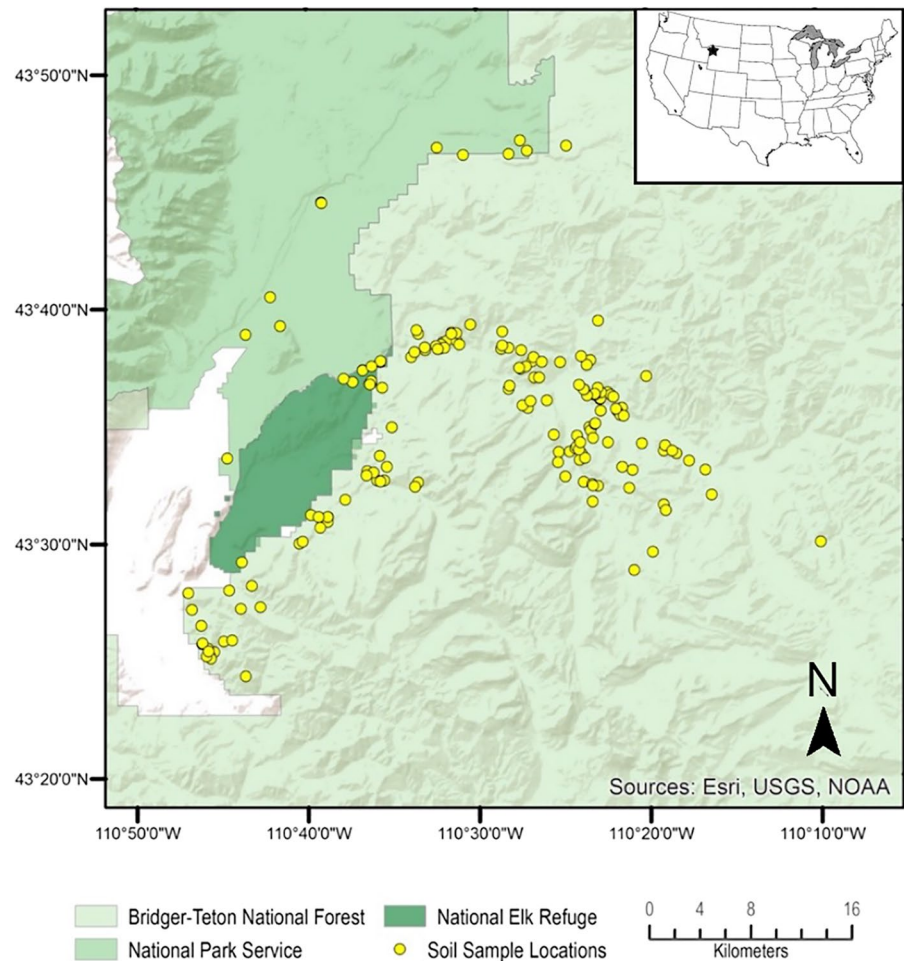 43°50'0"N
43°40'0"N
43°30'0"N
43°20'0"N
N
Sources: Esri, USGS, NOAA
110°50'0"W 110°40'0"W 110°30'0"W 110°20'0"W 110°10'0"W
Bridger-Teton National Forest National Elk Refuge
National Park Service Soil Sample Locations
0 4 8 16
Kilometers